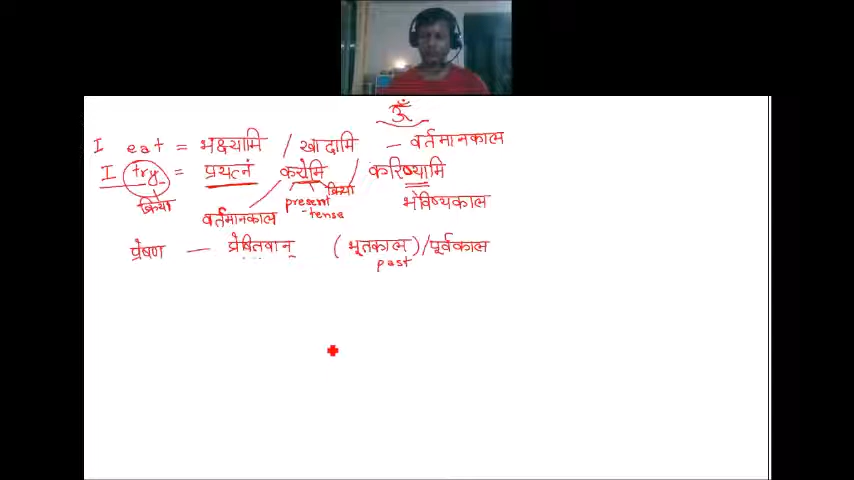 ॐ
I eat = भक्ष्यामि / खादामि - वर्तमानकाल
I try = प्रयत्नं करोमि / करिष्यामि
क्रिया वर्तमानकाल present-tense क्रिया भविष्यकाल
प्रेषण — प्रेषितवान् (भूतकाल) / पूर्वकाल
past